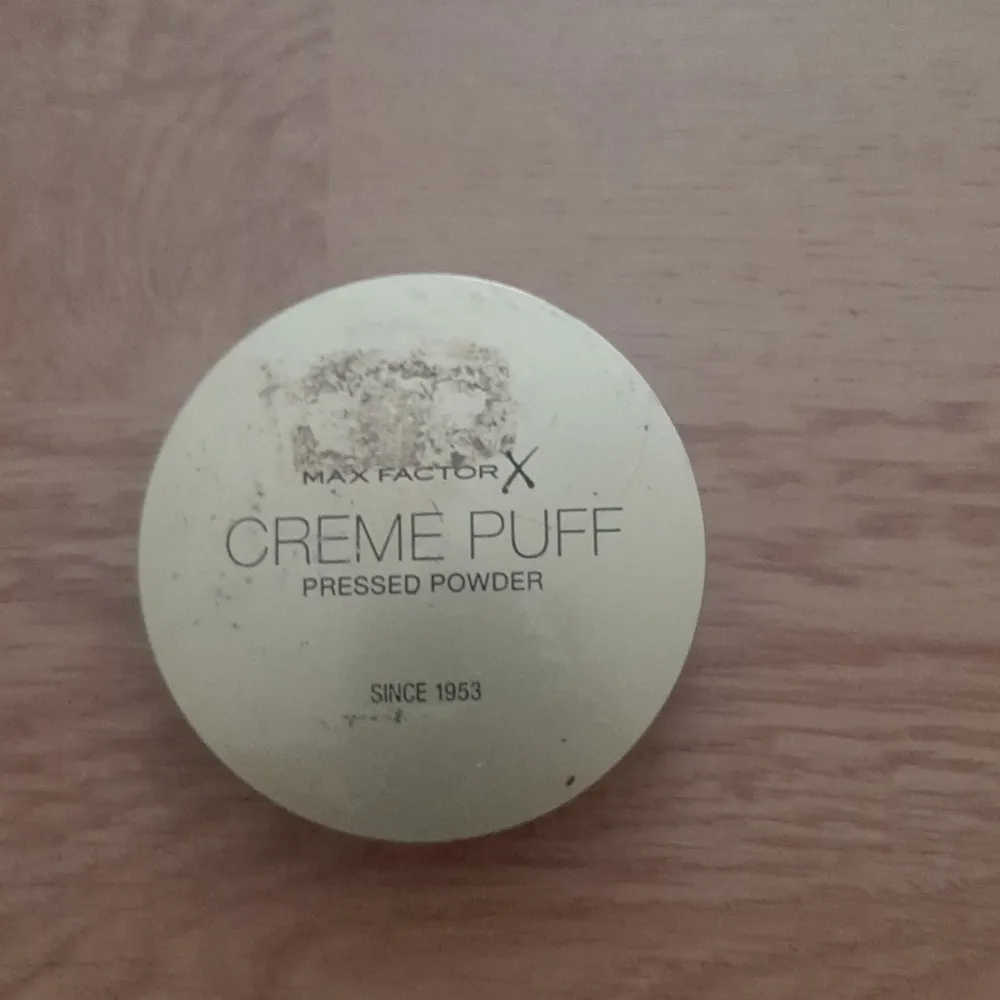 MAX FACTOR X
CREME PUFF
PRESSED POWDER
SINCE 1953